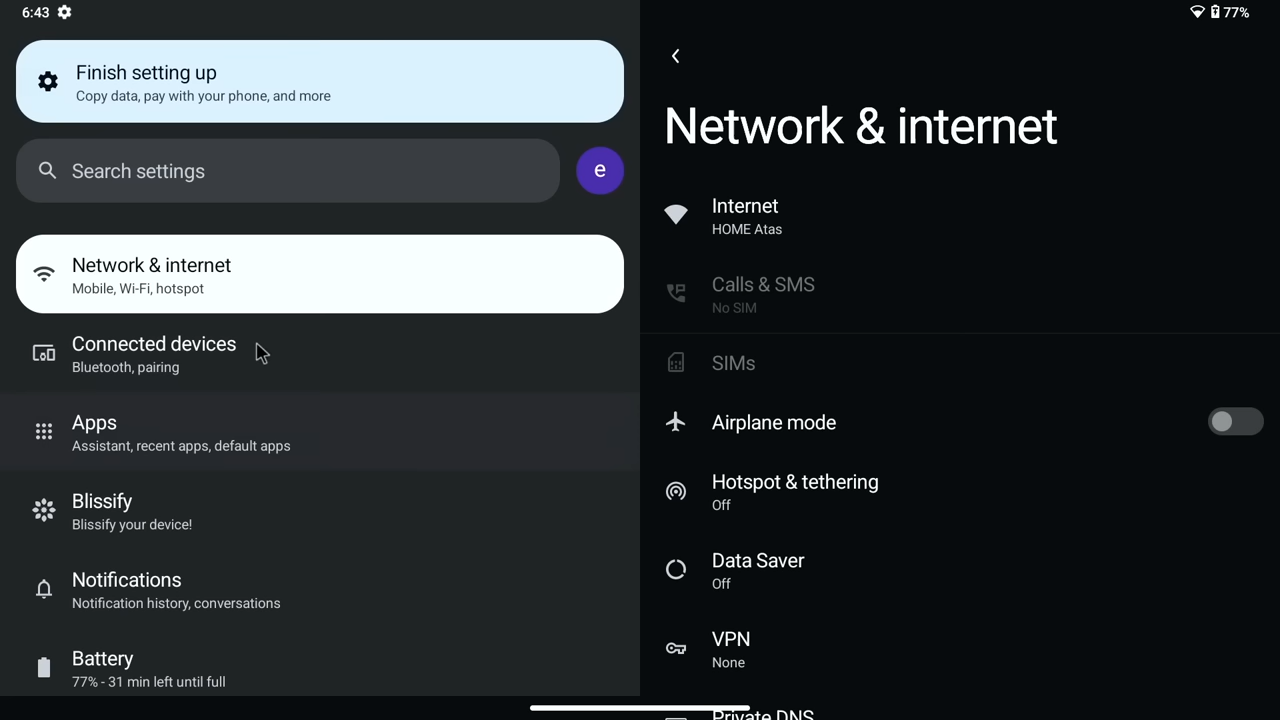 6:43
77%
Finish setting up
Copy data, pay with your phone, and more
Search settings
e
Network & internet
Mobile, Wi-Fi, hotspot
Connected devices
Bluetooth, pairing
Apps
Assistant, recent apps, default apps
Blissify
Blissify your device!
Notifications
Notification history, conversations
Battery
77% - 31 min left until full
Network & internet
Internet
HOME Atas
Calls & SMS
No SIM
SIMs
Airplane mode
Hotspot & tethering
Off
Data Saver
Off
VPN
None
Private DNS